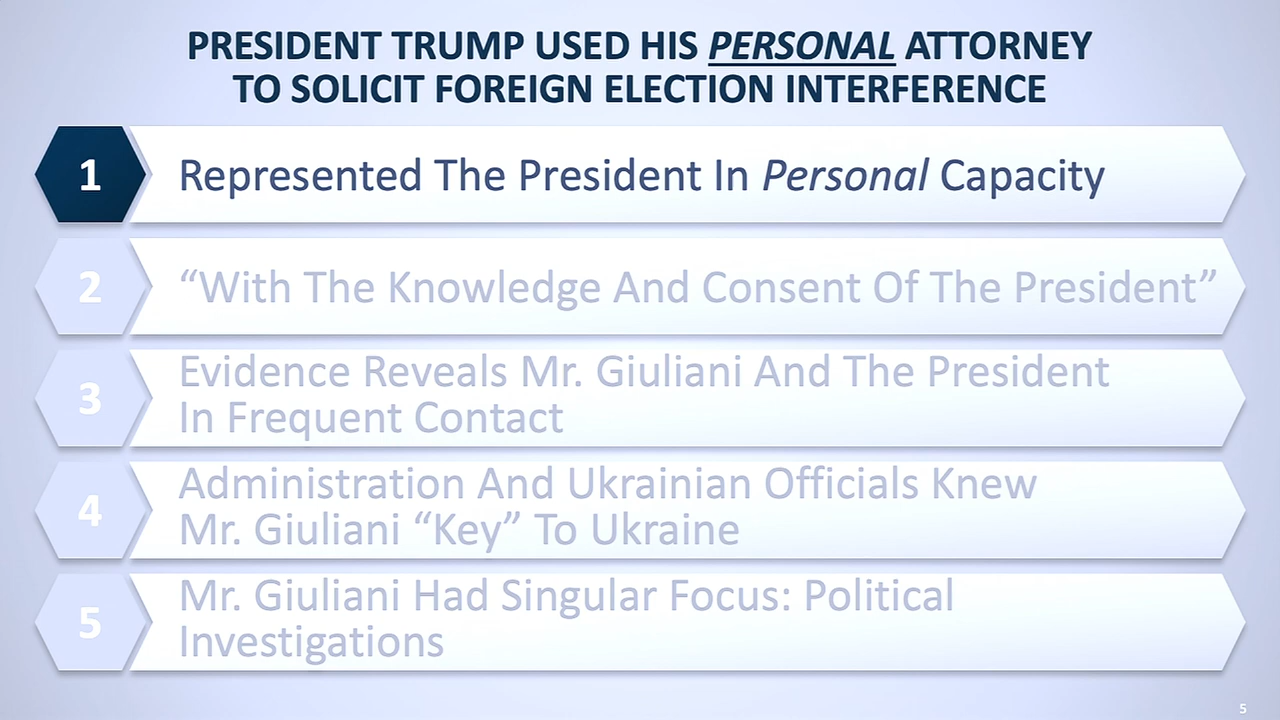 PRESIDENT TRUMP USED HIS PERSONAL ATTORNEY
TO SOLICIT FOREIGN ELECTION INTERFERENCE
1 Represented The President In Personal Capacity
2 “With The Knowledge And Consent Of The President”
3 Evidence Reveals Mr. Giuliani And The President
In Frequent Contact
4 Administration And Ukrainian Officials Knew
Mr. Giuliani “Key” To Ukraine
5 Mr. Giuliani Had Singular Focus: Political
Investigations
5